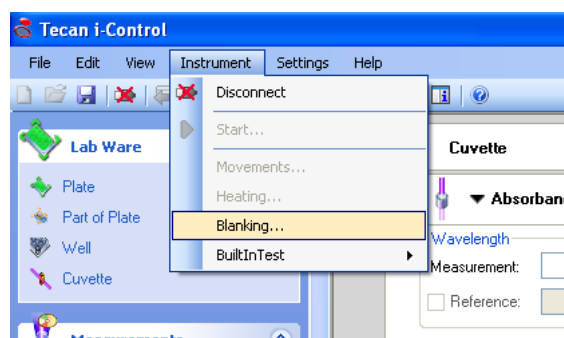 Tecan i-Control
File Edit View Instrument Settings Help
Disconnect
Start...
Movements...
Heating...
Blanking...
BuiltInTest
Lab Ware
Plate
Part of Plate
Well
Cuvette
Cuvette
Absorban
Wavelength
Measurement:
Reference: